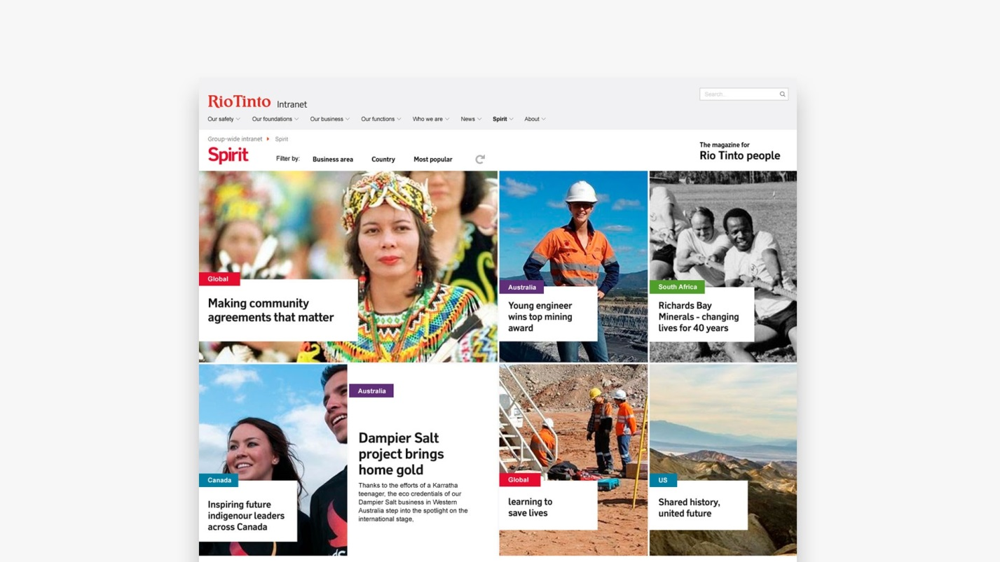 RioTinto Intranet
Search...
Our safety Our foundations Our business Our functions Who we are News Spirit About
Group-wide intranet Spirit
Spirit
Filter by: Business area Country Most popular
The magazine for
Rio Tinto people
Global
Making community
agreements that matter
Australia
Young engineer
wins top mining
award
South Africa
Richards Bay
Minerals - changing
lives for 40 years
Canada
Inspiring future
indigenour leaders
across Canada
Australia
Dampier Salt
project brings
home gold
Thanks to the efforts of a Karratha
teenager, the eco credentials of our
Dampier Salt business in Western
Australia step into the spotlight on the
international stage,
Global
learning to
save lives
US
Shared history,
united future